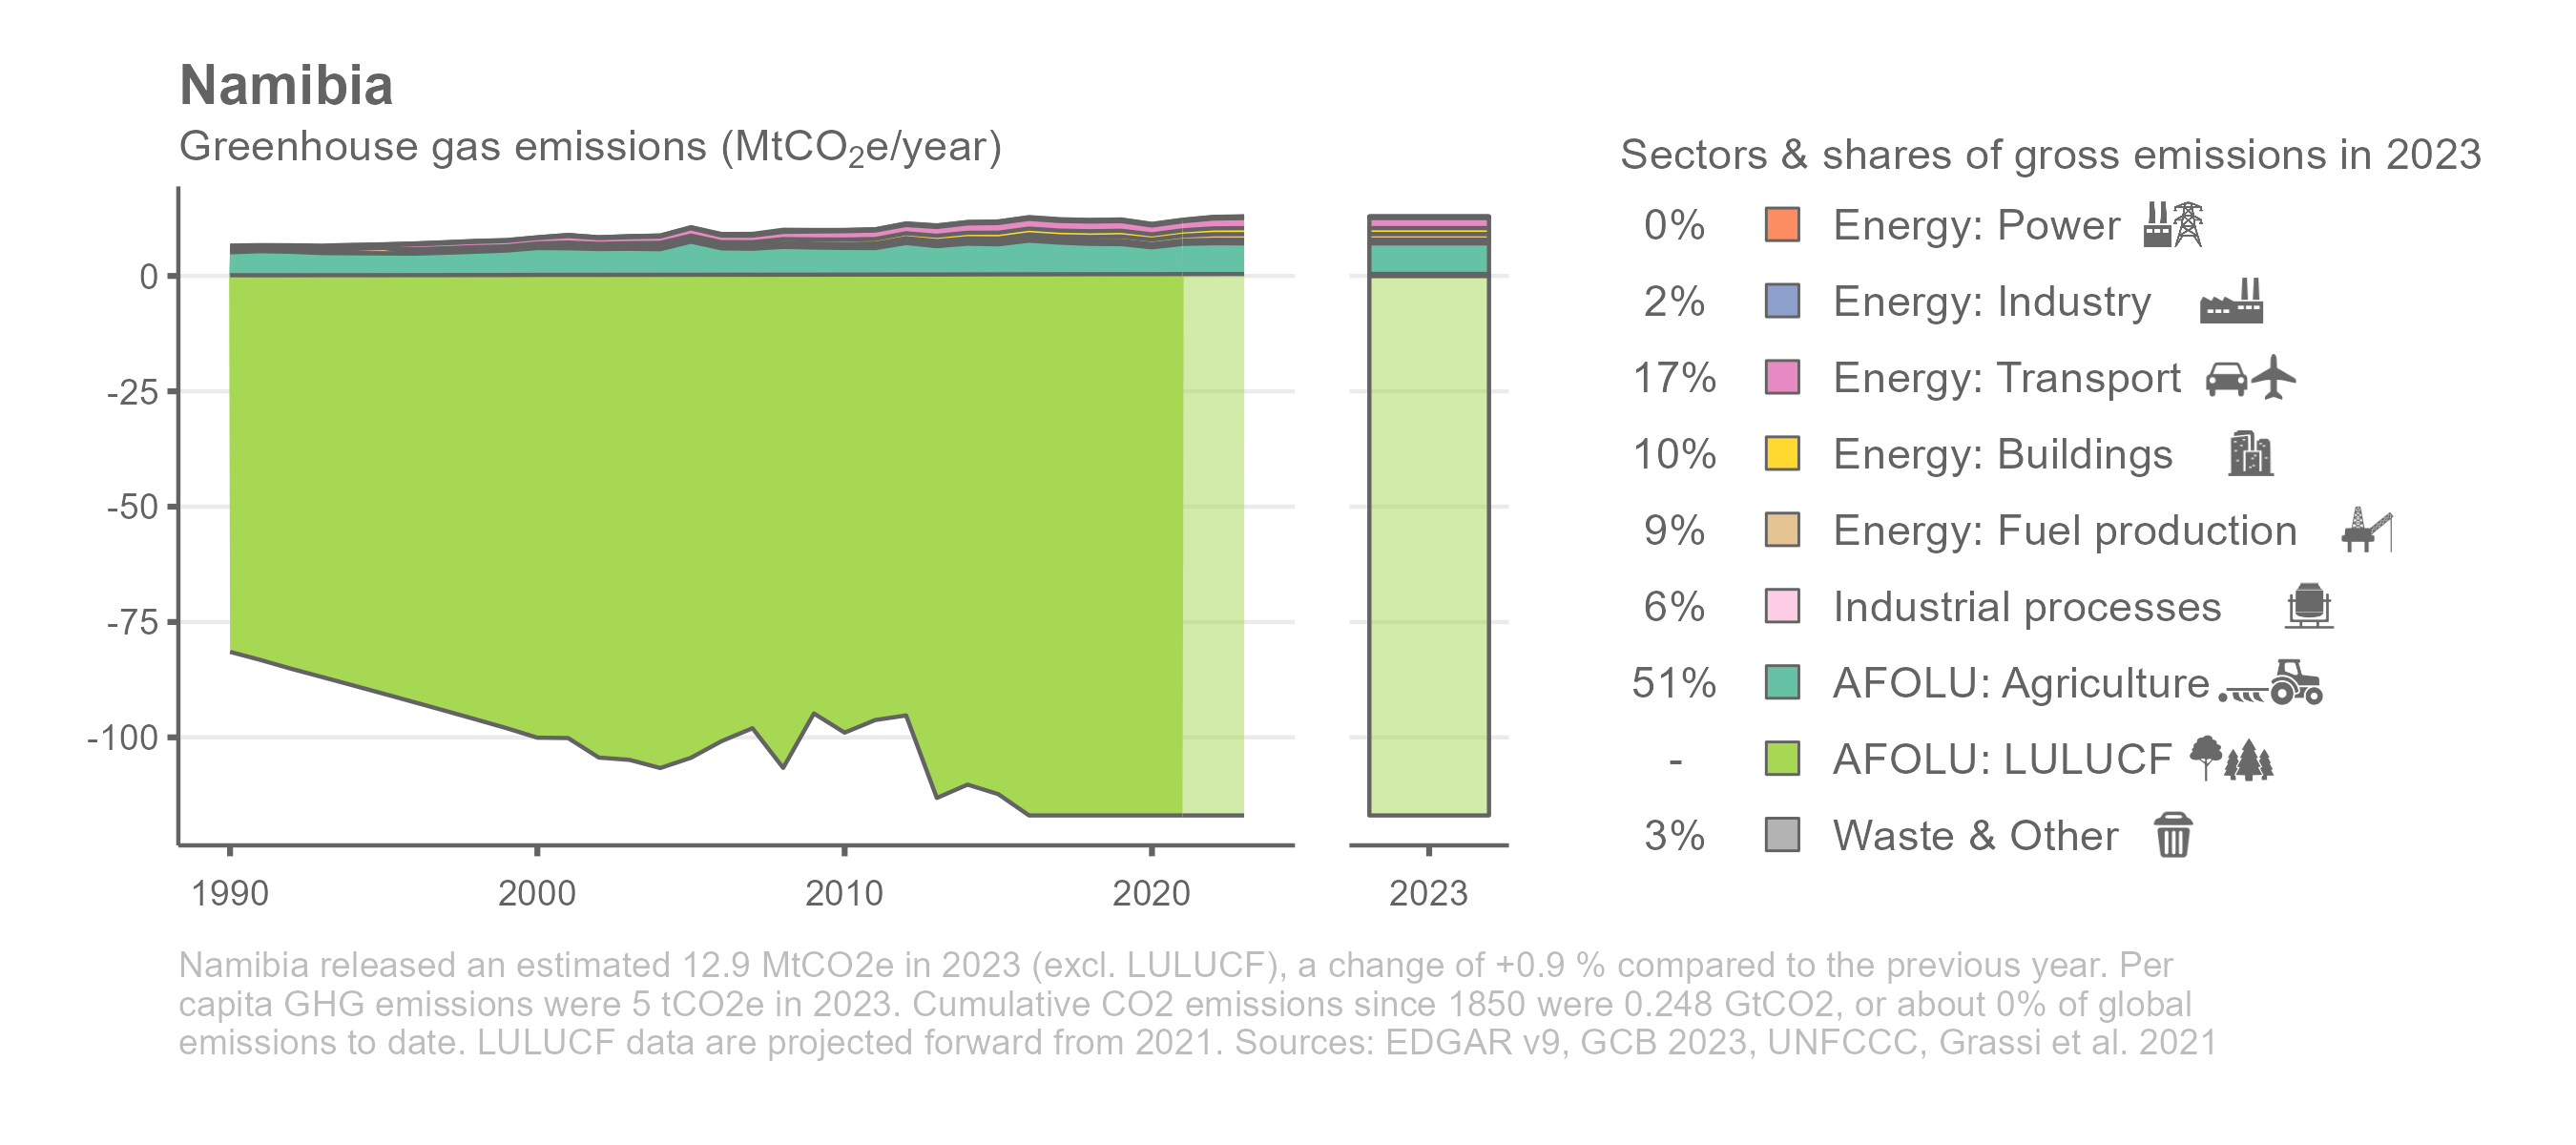 Namibia
Greenhouse gas emissions (MtCO₂e/year)
Sectors & shares of gross emissions in 2023
0% Energy: Power
2% Energy: Industry
17% Energy: Transport
10% Energy: Buildings
9% Energy: Fuel production
6% Industrial processes
51% AFOLU: Agriculture
- AFOLU: LULUCF
3% Waste & Other
0
-25
-50
-75
-100
1990 2000 2010 2020 2023
Namibia released an estimated 12.9 MtCO2e in 2023 (excl. LULUCF), a change of +0.9 % compared to the previous year. Per
capita GHG emissions were 5 tCO2e in 2023. Cumulative CO2 emissions since 1850 were 0.248 GtCO2, or about 0% of global
emissions to date. LULUCF data are projected forward from 2021. Sources: EDGAR v9, GCB 2023, UNFCCC, Grassi et al. 2021